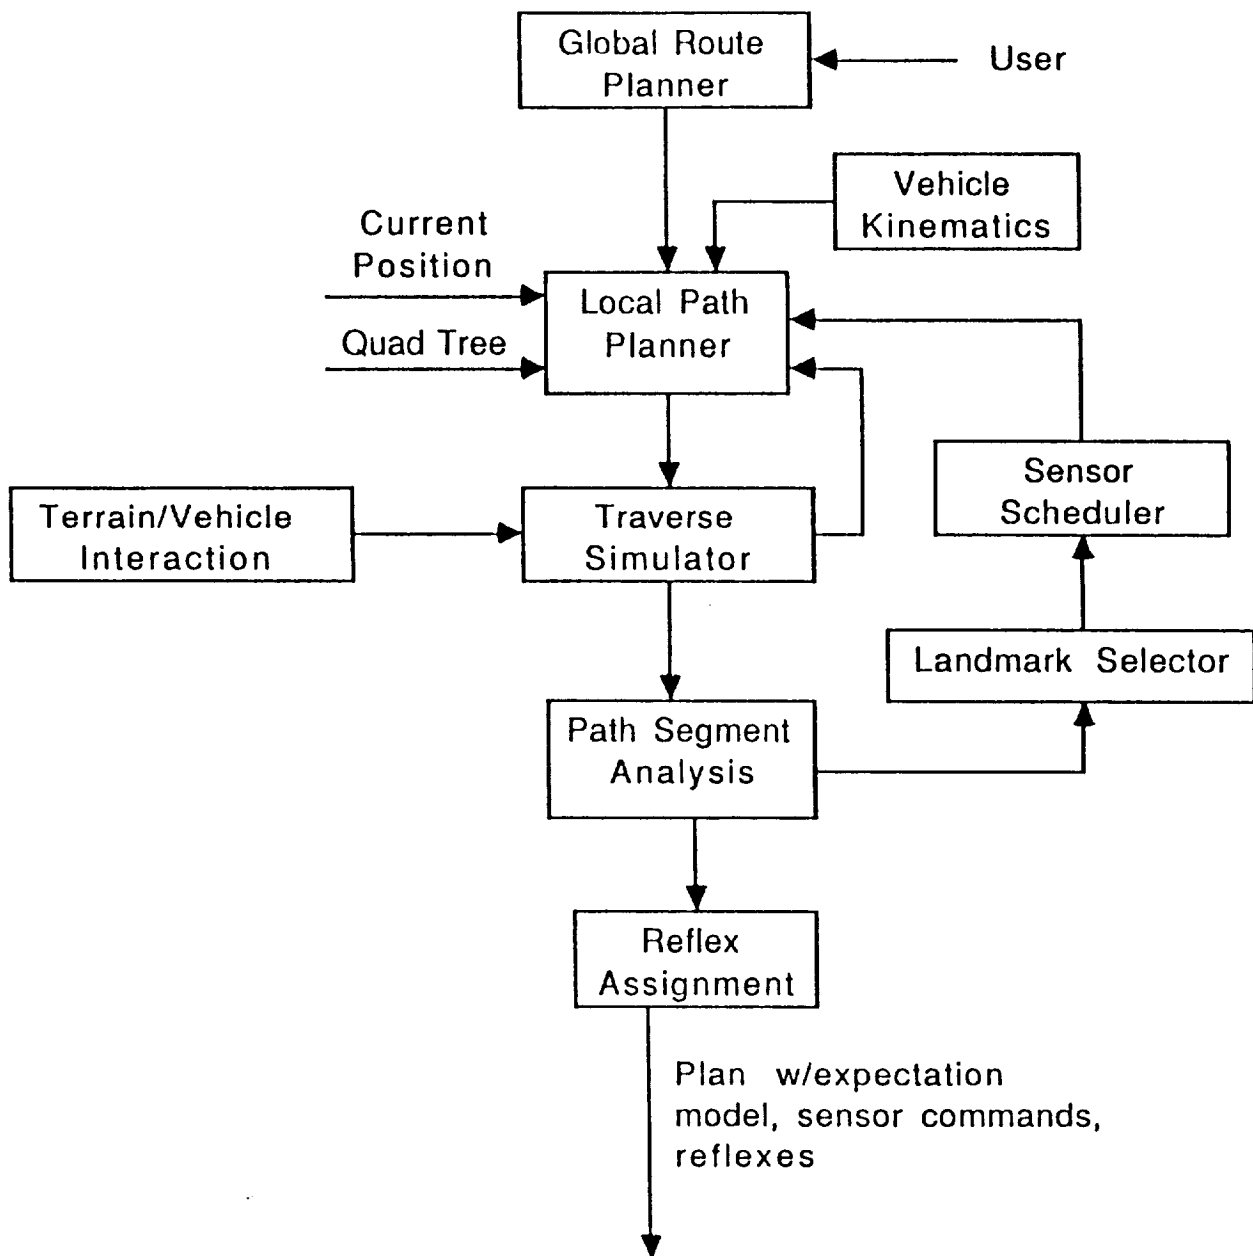 Global Route
Planner
User
Vehicle
Kinematics
Current
Position
Local Path
Planner
Quad Tree
Sensor
Scheduler
Terrain/Vehicle
Interaction
Traverse
Simulator
Landmark Selector
Path Segment
Analysis
Reflex
Assignment
Plan w/expectation
model, sensor commands,
reflexes